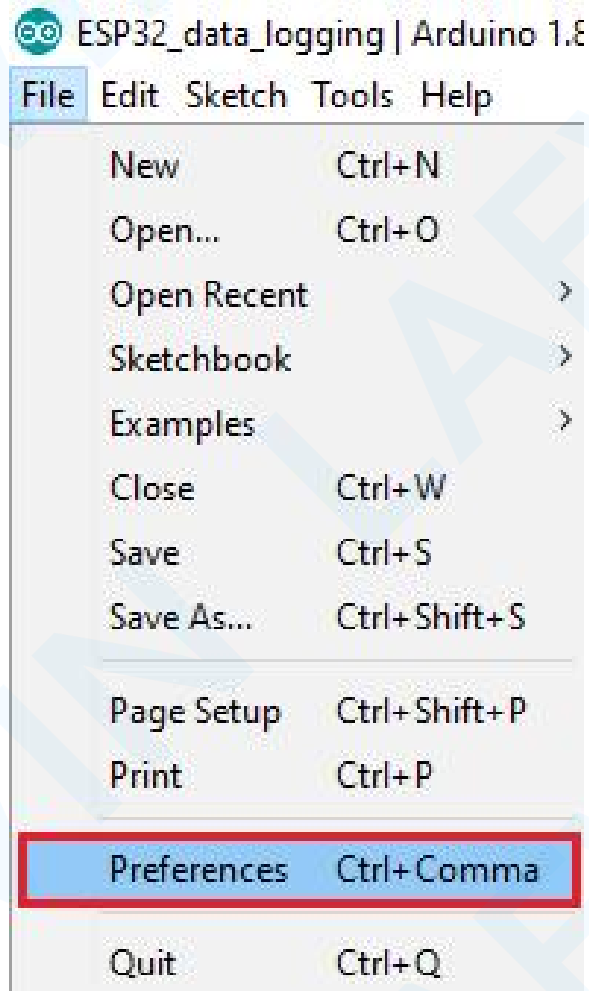 ESP32_data_logging | Arduino 1.8
File Edit Sketch Tools Help
New Ctrl+N
Open... Ctrl+O
Open Recent >
Sketchbook >
Examples >
Close Ctrl+W
Save Ctrl+S
Save As... Ctrl+Shift+S
Page Setup Ctrl+Shift+P
Print Ctrl+P
Preferences Ctrl+Comma
Quit Ctrl+Q